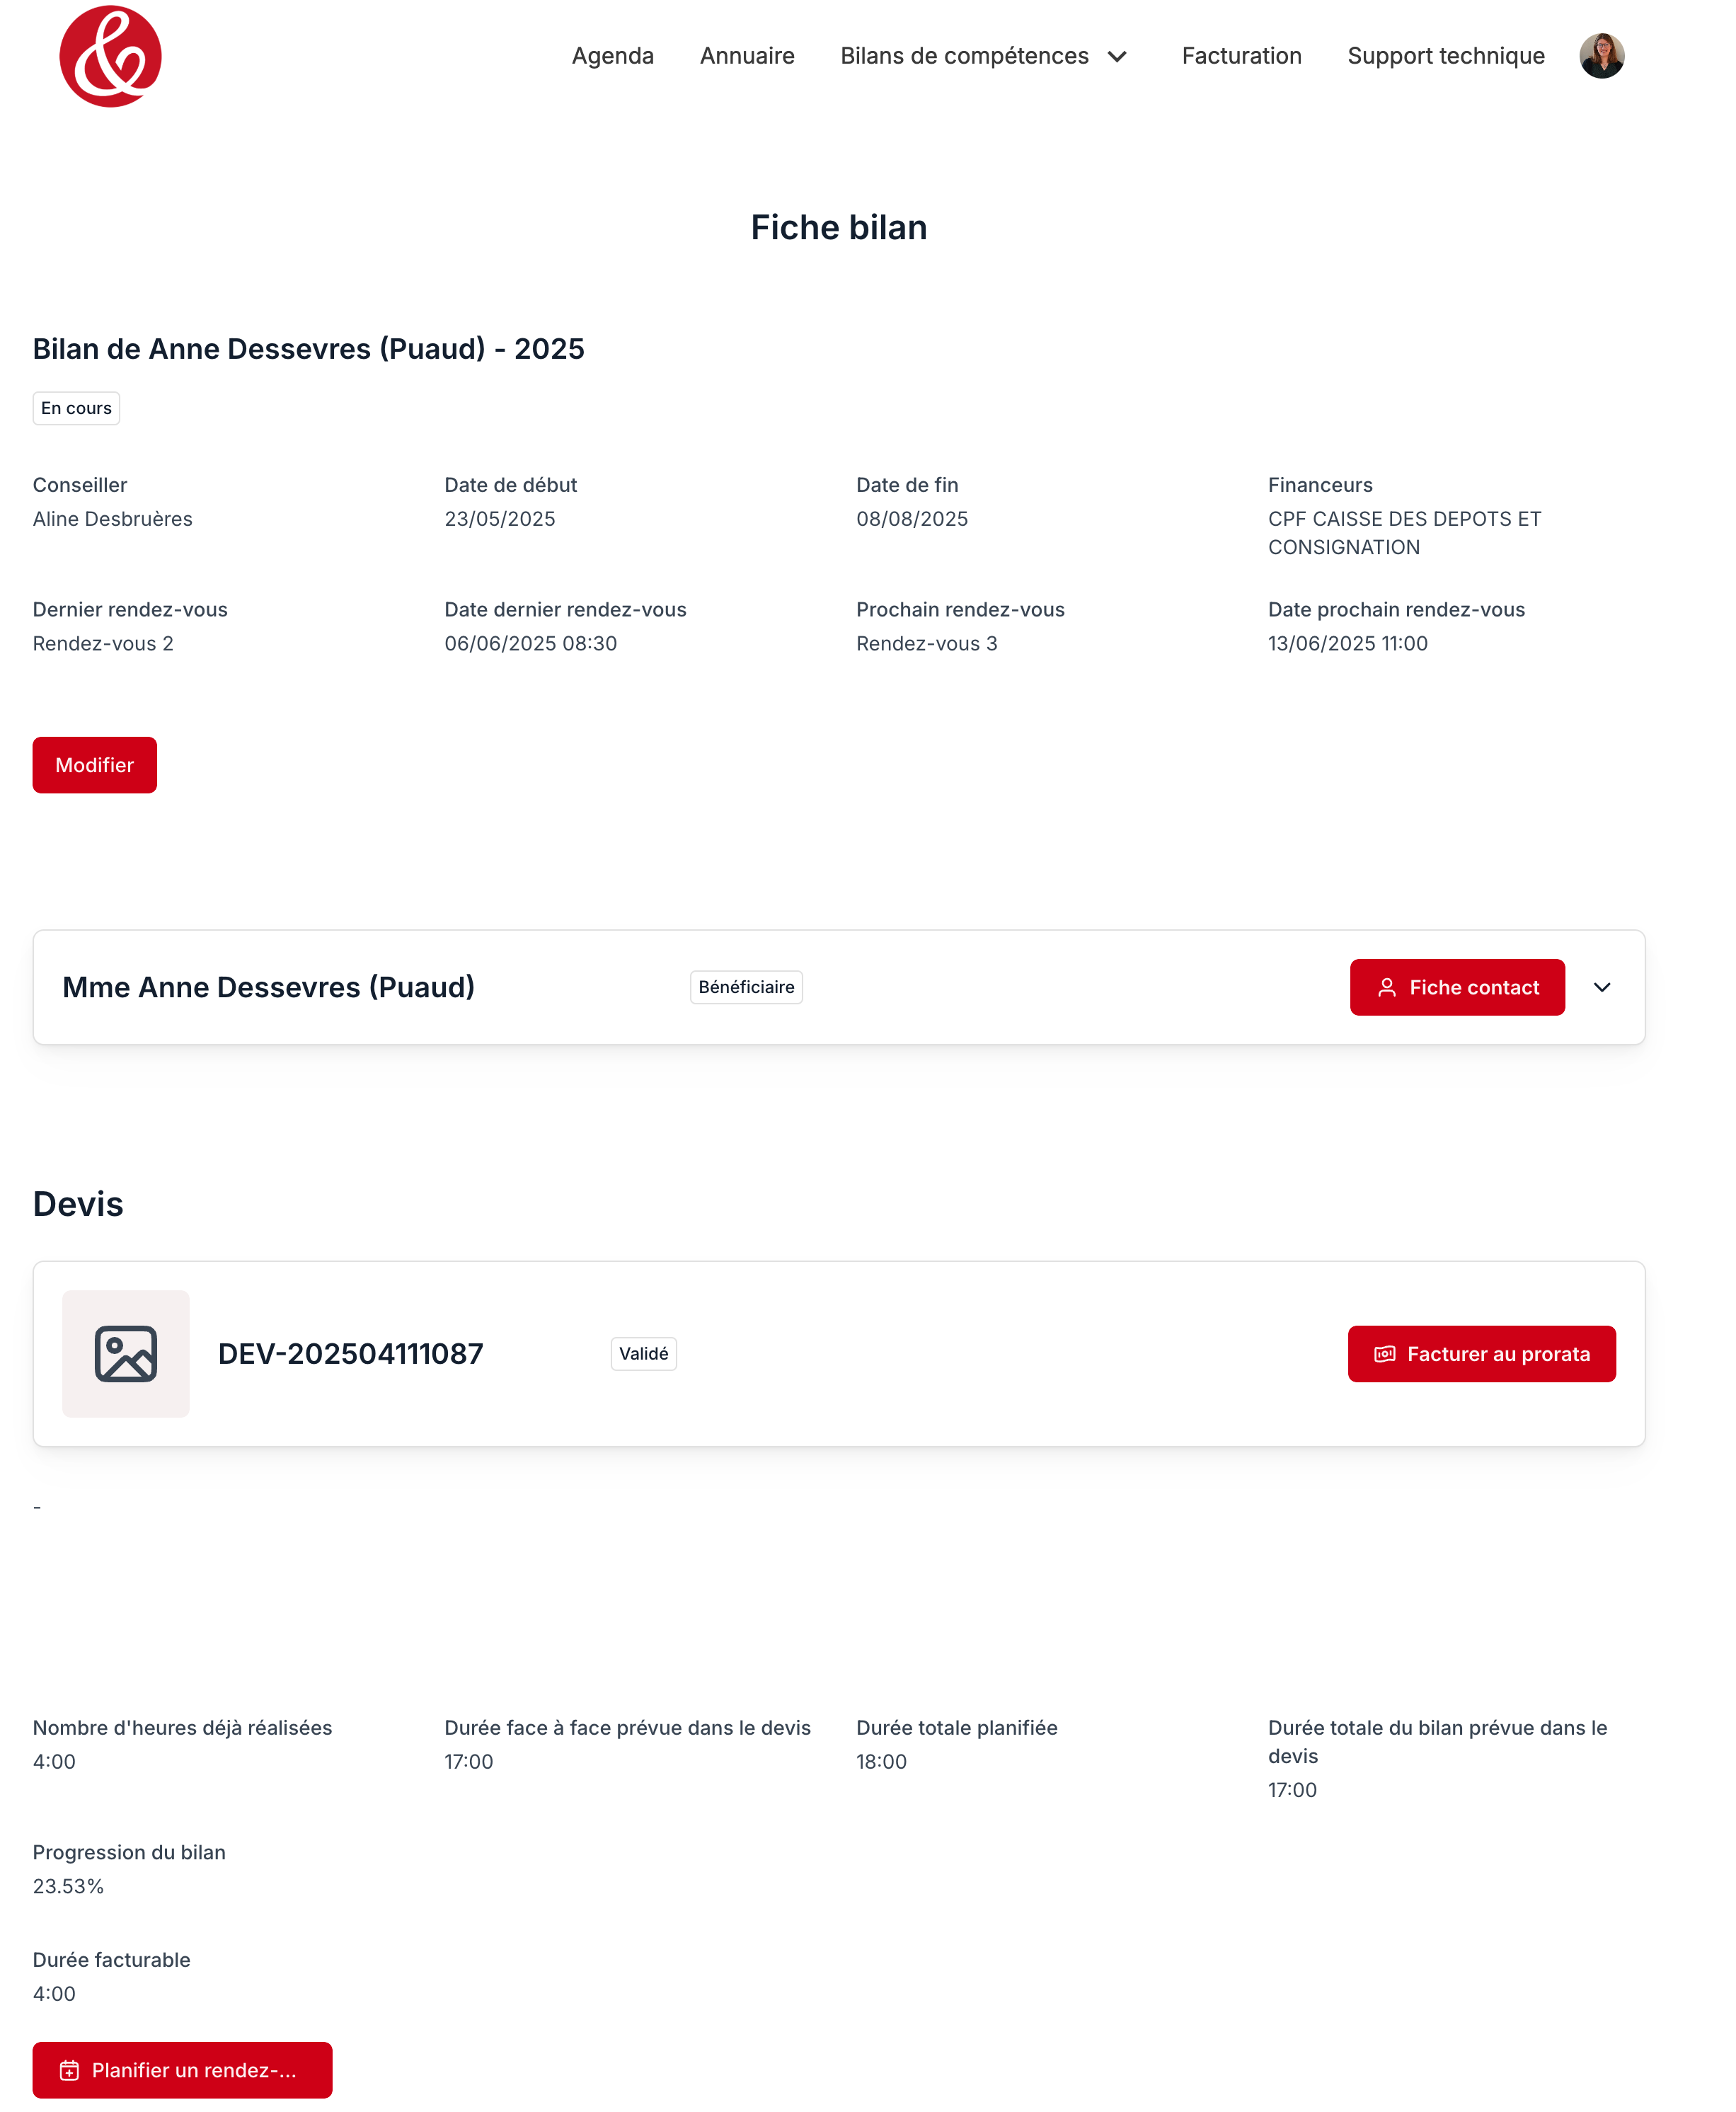 &
Agenda Annuaire Bilans de compétences Facturation Support technique
Fiche bilan
Bilan de Anne Dessevres (Puaud) - 2025
En cours
Conseiller
Aline Desbruères
Date de début
23/05/2025
Date de fin
08/08/2025
Financeurs
CPF CAISSE DES DEPOTS ET
CONSIGNATION
Dernier rendez-vous
Rendez-vous 2
Date dernier rendez-vous
06/06/2025 08:30
Prochain rendez-vous
Rendez-vous 3
Date prochain rendez-vous
13/06/2025 11:00
Modifier
Mme Anne Dessevres (Puaud)
Bénéficiaire
Fiche contact
Devis
DEV-202504111087
Validé
Facturer au prorata
-
Nombre d'heures déjà réalisées
4:00
Durée face à face prévue dans le devis
17:00
Durée totale planifiée
18:00
Durée totale du bilan prévue dans le
devis
17:00
Progression du bilan
23.53%
Durée facturable
4:00
Planifier un rendez-...